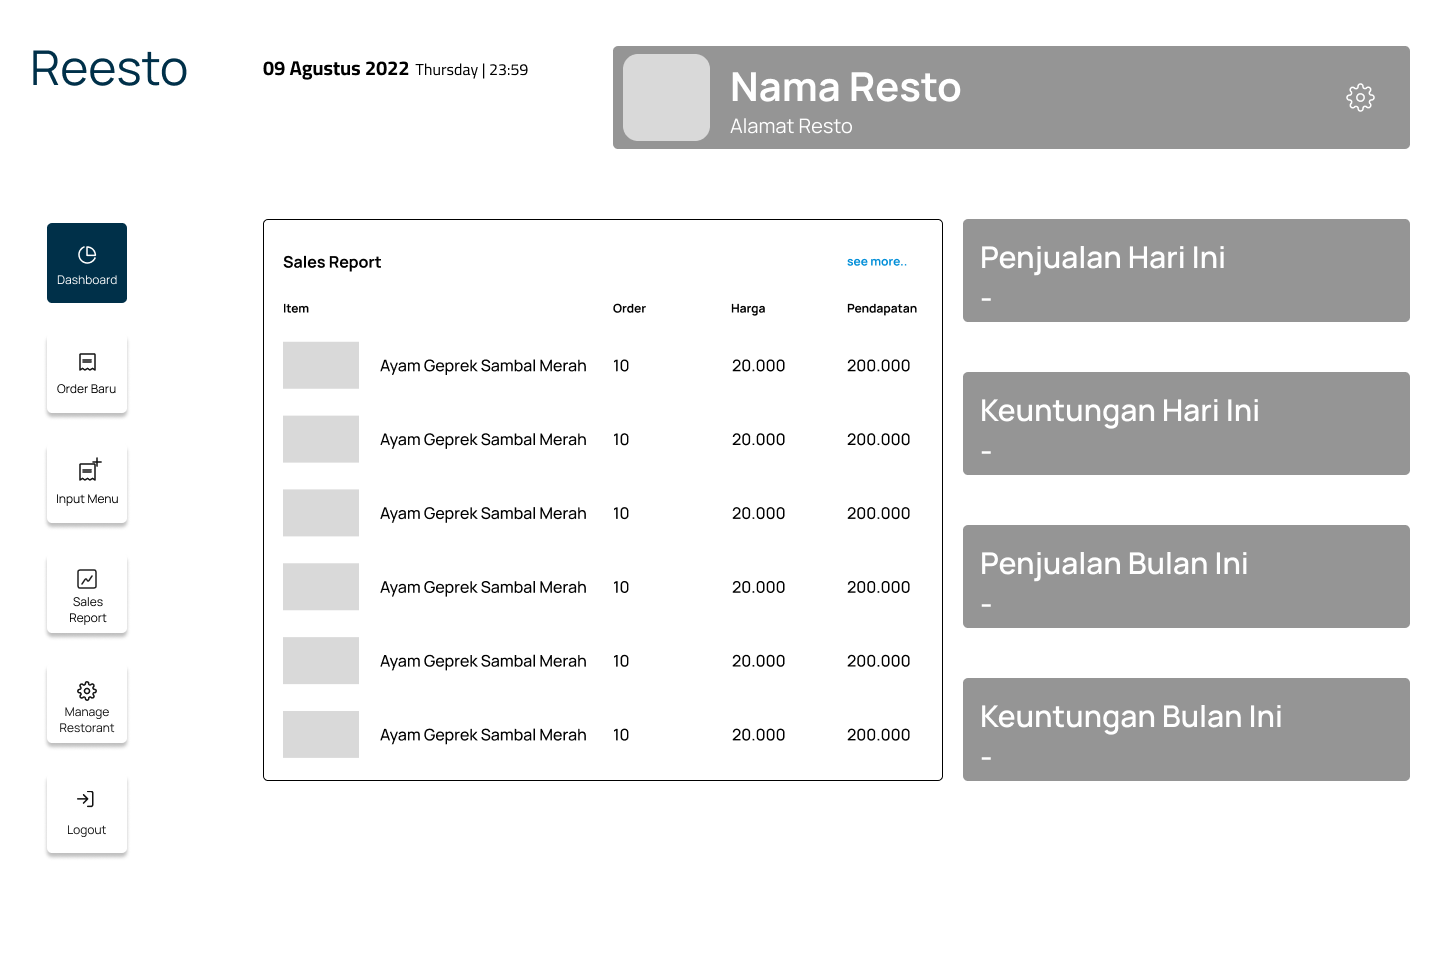 Reesto
09 Agustus 2022 Thursday | 23:59
Nama Resto
Alamat Resto
Dashboard
Order Baru
Input Menu
Sales
Report
Manage
Restorant
Logout
Sales Report see more..
Item Order Harga Pendapatan
Ayam Geprek Sambal Merah 10 20.000 200.000
Ayam Geprek Sambal Merah 10 20.000 200.000
Ayam Geprek Sambal Merah 10 20.000 200.000
Ayam Geprek Sambal Merah 10 20.000 200.000
Ayam Geprek Sambal Merah 10 20.000 200.000
Ayam Geprek Sambal Merah 10 20.000 200.000
Penjualan Hari Ini
-
Keuntungan Hari Ini
-
Penjualan Bulan Ini
-
Keuntungan Bulan Ini
-